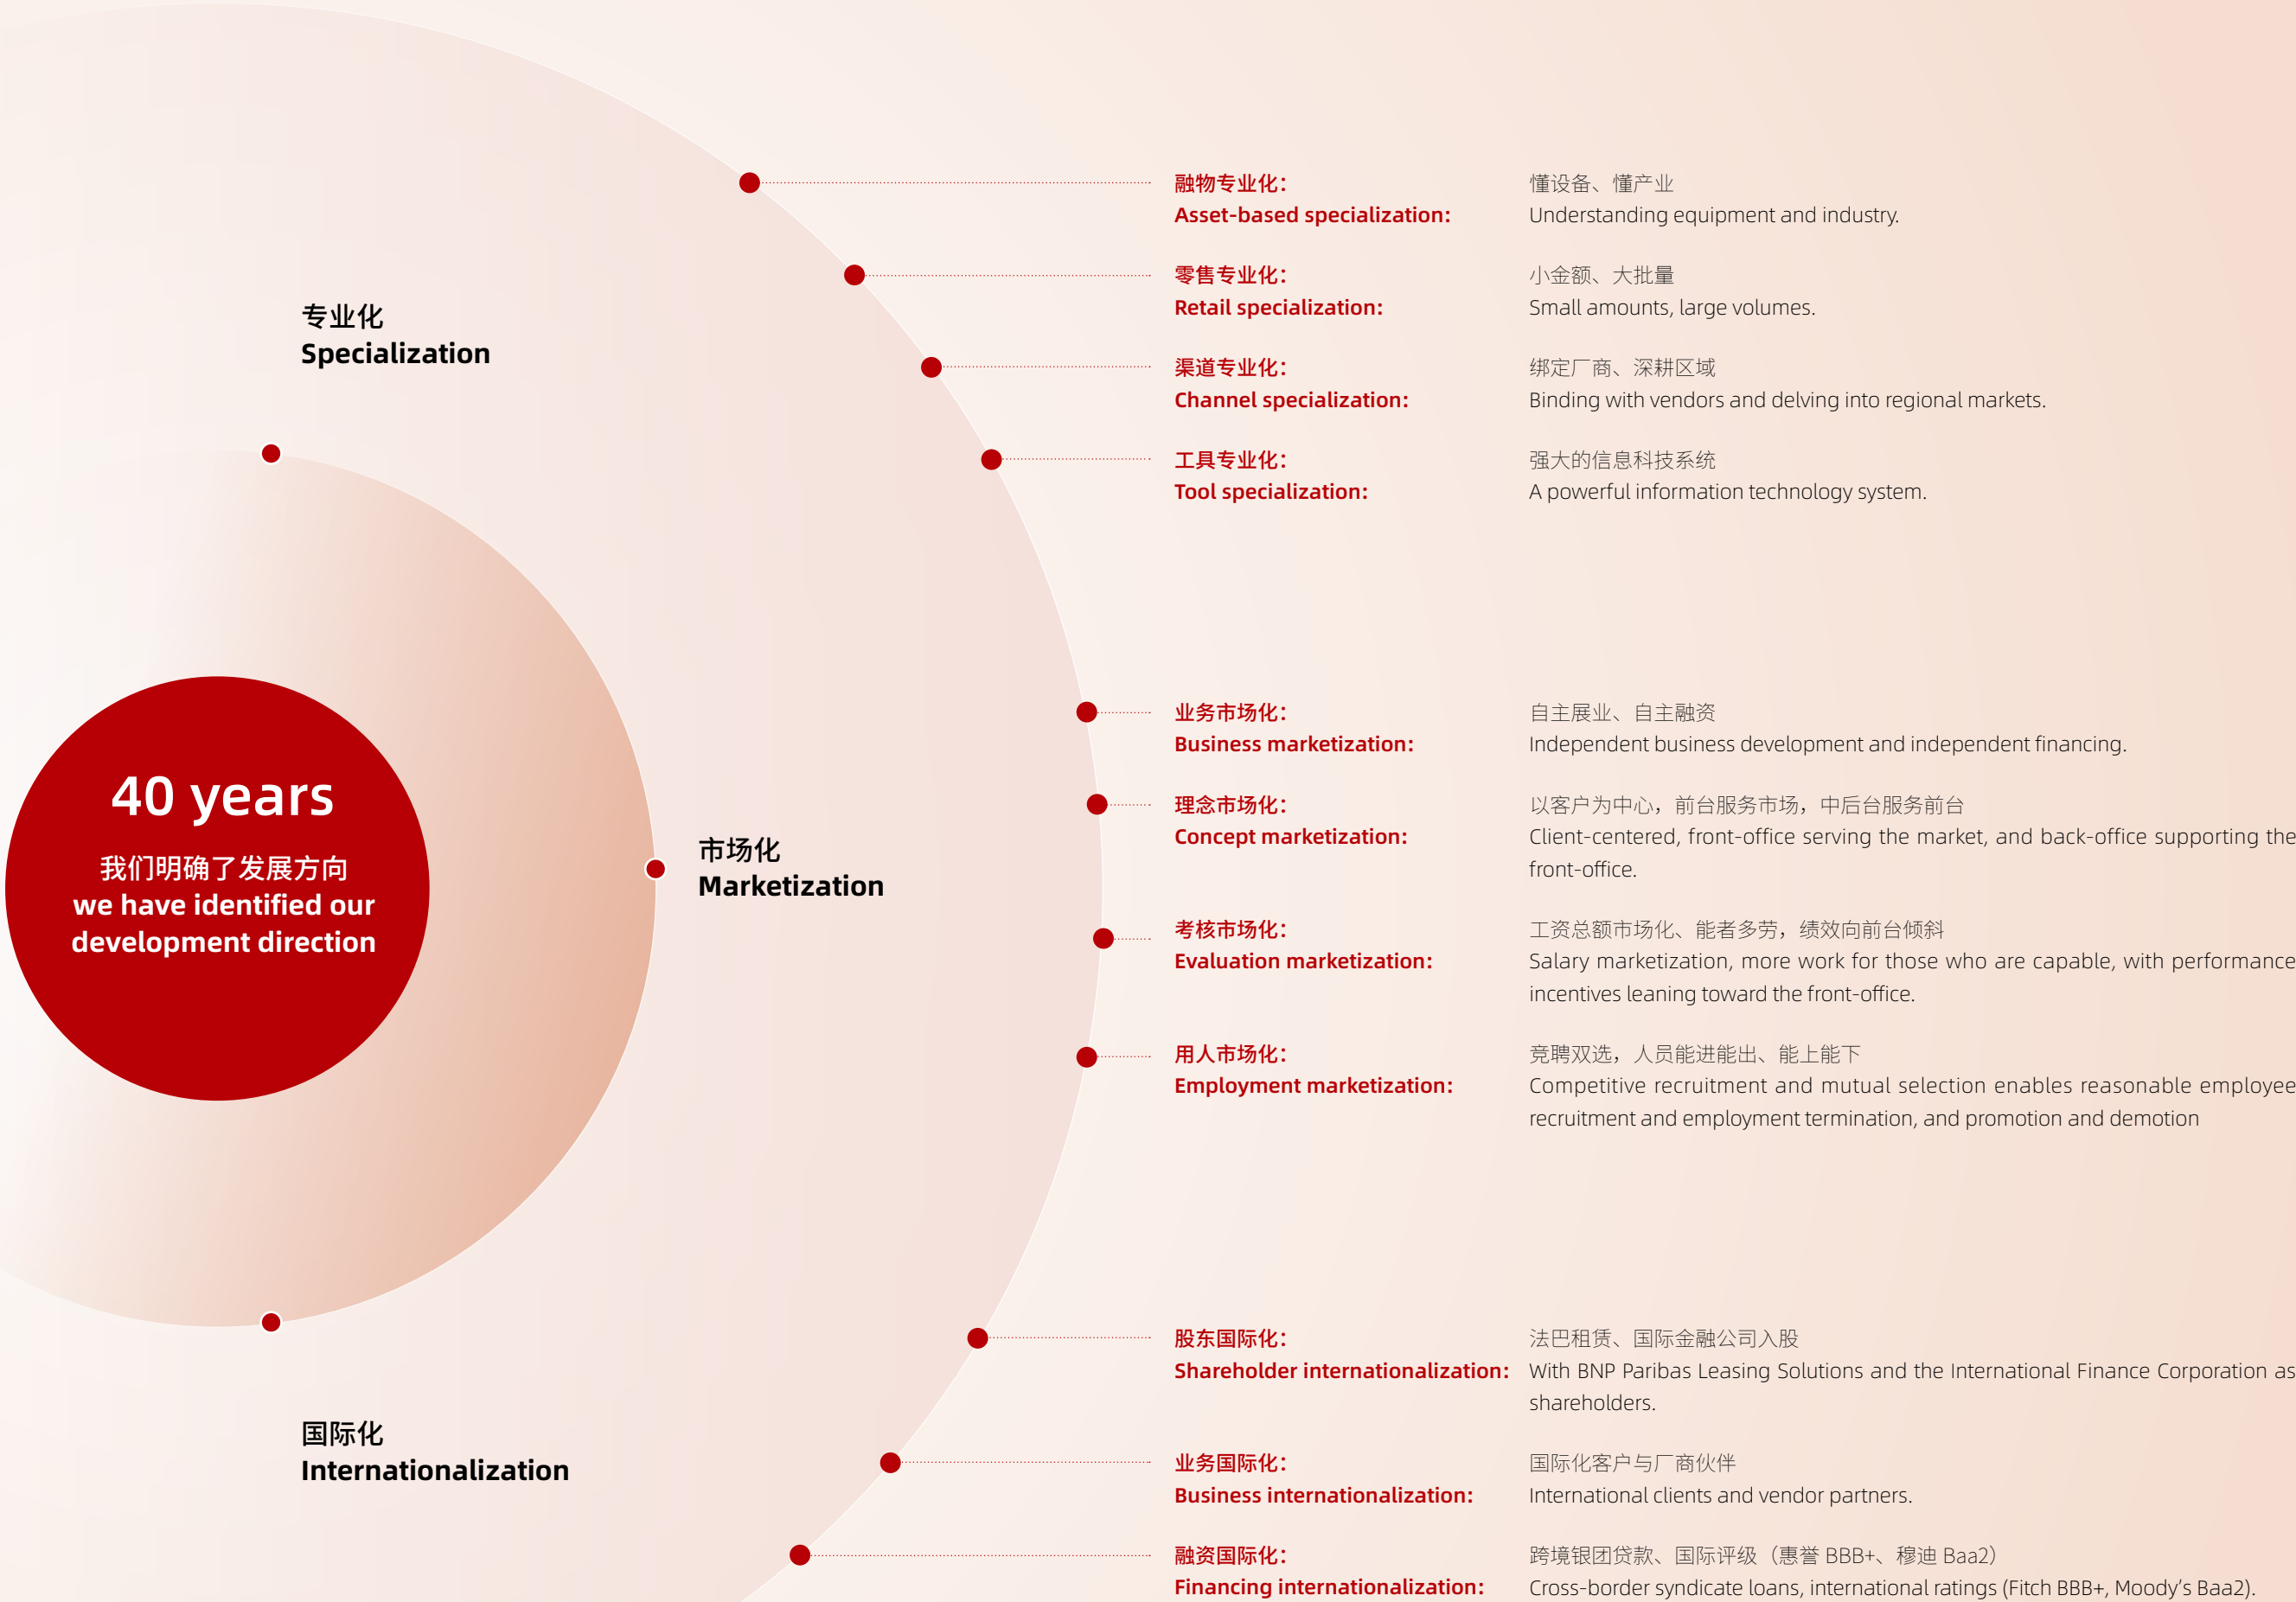 40 years
我们明确了发展方向
we have identified our
development direction
专业化
Specialization
融物专业化：
Asset-based specialization:
懂设备、懂产业
Understanding equipment and industry.
零售专业化：
Retail specialization:
小金额、大批量
Small amounts, large volumes.
渠道专业化：
Channel specialization:
绑定厂商、深耕区域
Binding with vendors and delving into regional markets.
工具专业化：
Tool specialization:
强大的信息科技系统
A powerful information technology system.
市场化
Marketization
业务市场化：
Business marketization:
自主展业、自主融资
Independent business development and independent financing.
理念市场化：
Concept marketization:
以客户为中心，前台服务市场，中后台服务前台
Client-centered, front-office serving the market, and back-office supporting the
front-office.
考核市场化：
Evaluation marketization:
工资总额市场化、能者多劳，绩效向前台倾斜
Salary marketization, more work for those who are capable, with performance
incentives leaning toward the front-office.
用人市场化：
Employment marketization:
竞聘双选，人员能进能出、能上能下
Competitive recruitment and mutual selection enables reasonable employee
recruitment and employment termination, and promotion and demotion
国际化
Internationalization
股东国际化：
Shareholder internationalization:
法巴租赁、国际金融公司入股
With BNP Paribas Leasing Solutions and the International Finance Corporation as
shareholders.
业务国际化：
Business internationalization:
国际化客户与厂商伙伴
International clients and vendor partners.
融资国际化：
Financing internationalization:
跨境银团贷款、国际评级（惠誉 BBB+、穆迪 Baa2）
Cross-border syndicate loans, international ratings (Fitch BBB+, Moody’s Baa2).